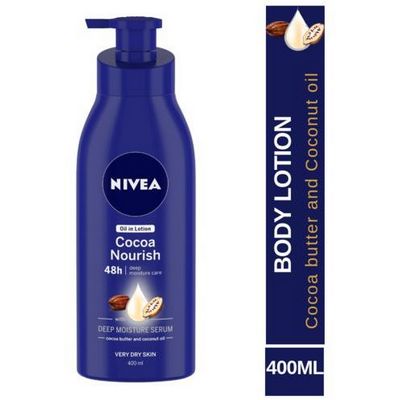 NIVEA
Oil in Lotion
Cocoa
Nourish
48h deep
moisture care
with
DEEP MOISTURE SERUM
cocoa butter and coconut oil
VERY DRY SKIN
400 ml
BODY LOTION
Cocoa butter and Coconut oil
400ML